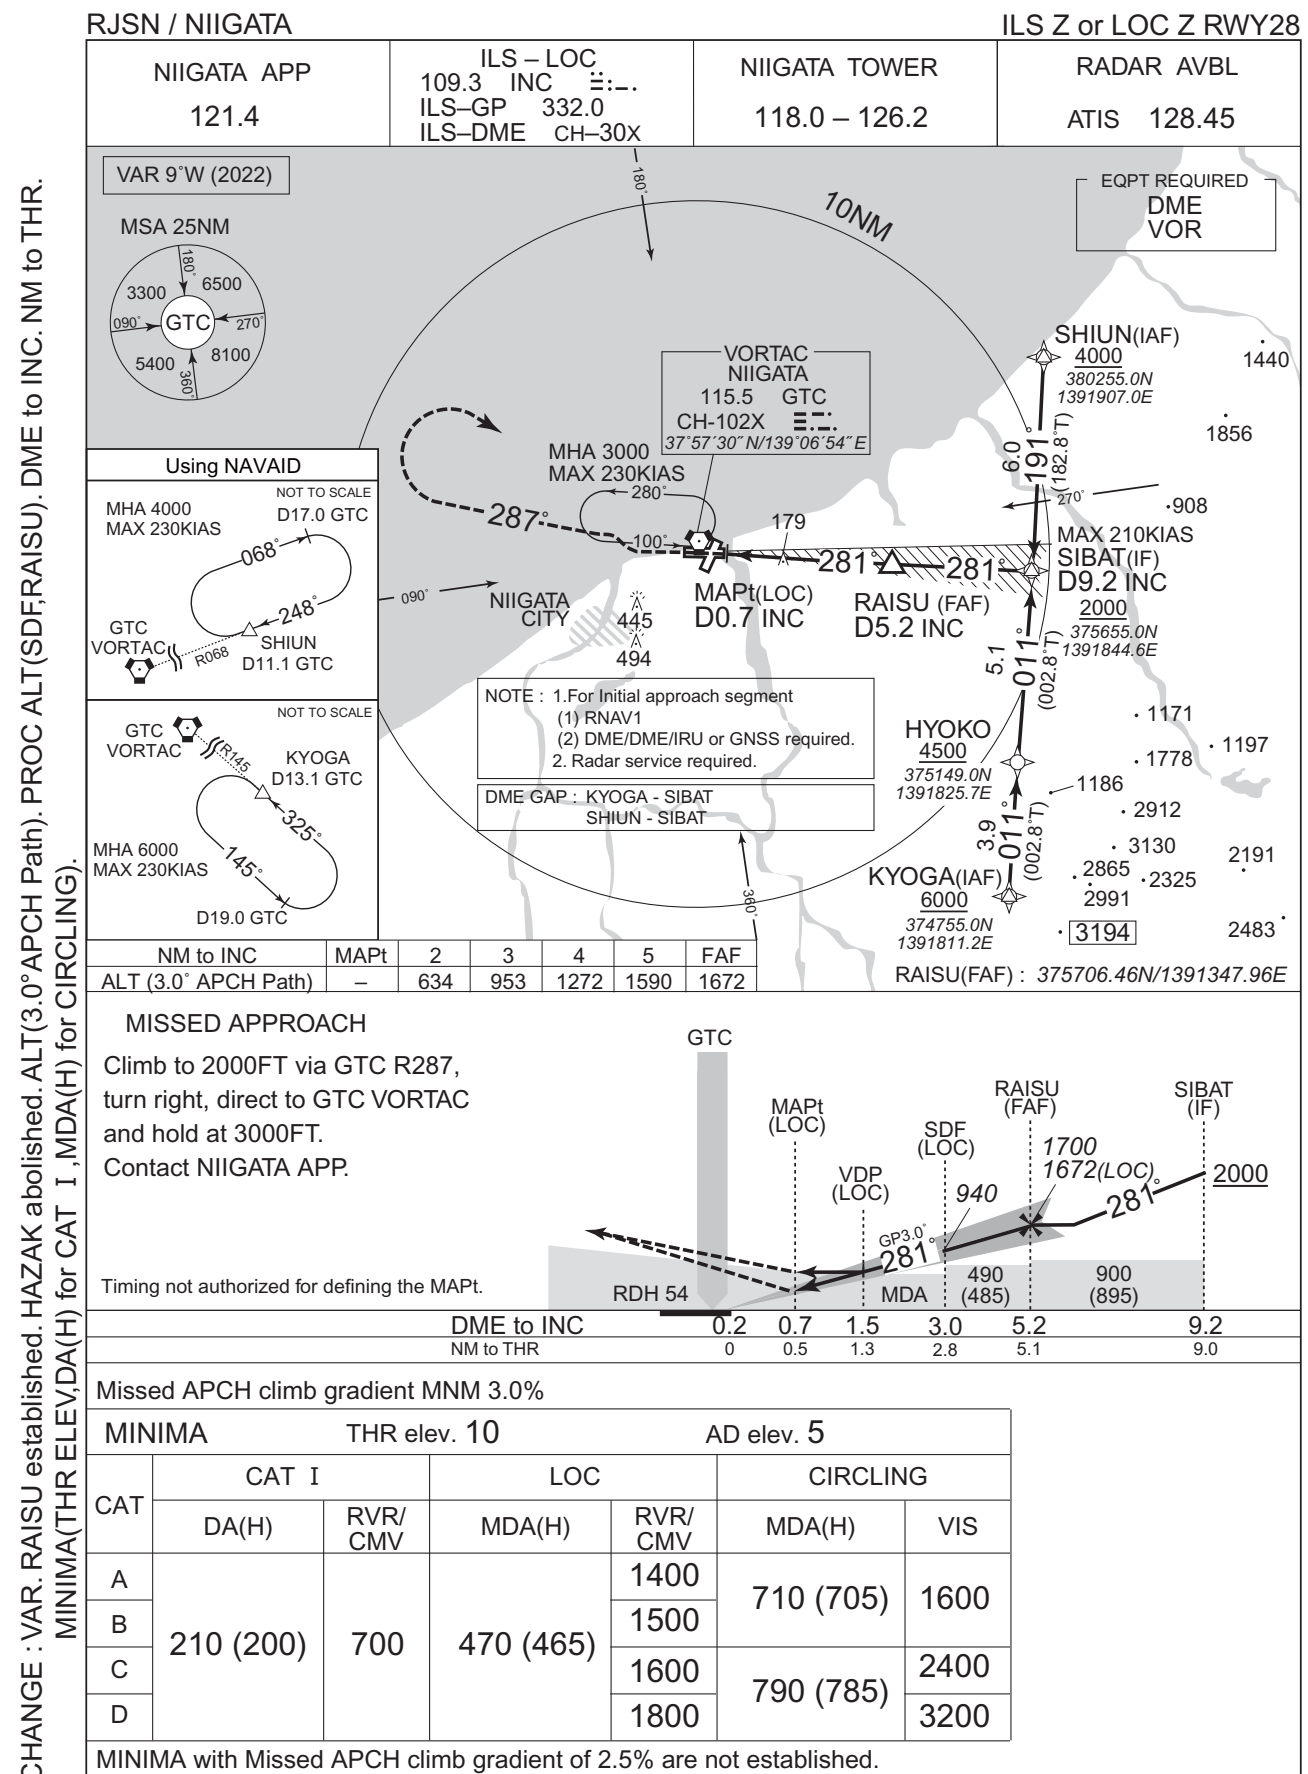 RJSN / NIIGATA
ILS Z or LOC Z RWY28
NIIGATA APP
121.4
ILS – LOC
109.3 INC
ILS–GP 332.0
ILS–DME CH–30X
NIIGATA TOWER
118.0 – 126.2
RADAR AVBL
ATIS 128.45
VAR 9˚W (2022)
MSA 25NM
180˚
3300
6500
090˚
GTC
270˚
5400
8100
360˚
180˚
10NM
EQPT REQUIRED
DME
VOR
SHIUN(IAF)
4000
380255.0N
1391907.0E
1440
1856
908
6.0
191˚
(182.8˚T)
270˚
VORTAC
NIIGATA
115.5 GTC
CH-102X
37˚57´30˝N/139˚06´54˝E
MHA 3000
MAX 230KIAS
280˚
100˚
287˚
179
281˚
281˚
MAX 210KIAS
SIBAT(IF)
D9.2 INC
2000
375655.0N
1391844.6E
MAPt(LOC)
D0.7 INC
RAISU (FAF)
D5.2 INC
090˚
NIIGATA
CITY
445
494
Using NAVAID
NOT TO SCALE
MHA 4000
MAX 230KIAS
D17.0 GTC
068˚
248˚
GTC
VORTAC
R068
SHIUN
D11.1 GTC
NOT TO SCALE
GTC
VORTAC
R145
KYOGA
D13.1 GTC
325˚
145˚
MHA 6000
MAX 230KIAS
D19.0 GTC
NOTE : 1.For Initial approach segment
(1) RNAV1
(2) DME/DME/IRU or GNSS required.
2. Radar service required.
DME GAP : KYOGA - SIBAT
SHIUN - SIBAT
5.1
011˚
(002.8˚T)
HYOKO
4500
375149.0N
1391825.7E
3.9
011˚
(002.8˚T)
KYOGA(IAF)
6000
374755.0N
1391811.2E
360˚
1171
1197
1778
1186
2912
3130
2191
2865
2325
2991
3194
2483
RAISU(FAF) : 375706.46N/1391347.96E
NM to INC MAPt 2 3 4 5 FAF
ALT (3.0˚ APCH Path) – 634 953 1272 1590 1672
MISSED APPROACH
Climb to 2000FT via GTC R287,
turn right, direct to GTC VORTAC
and hold at 3000FT.
Contact NIIGATA APP.
Timing not authorized for defining the MAPt.
GTC
MAPt
(LOC)
VDP
(LOC)
SDF
(LOC)
RAISU
(FAF)
SIBAT
(IF)
940
1700
1672(LOC)
2000
281˚
GP3.0˚
281˚
RDH 54
MDA
490
(485)
900
(895)
DME to INC 0.2 0.7 1.5 3.0 5.2 9.2
NM to THR 0 0.5 1.3 2.8 5.1 9.0
Missed APCH climb gradient MNM 3.0%
MINIMA THR elev. 10 AD elev. 5
CAT CAT I LOC CIRCLING
DA(H) RVR/CMV MDA(H) RVR/CMV MDA(H) VIS
A 1400
B 1500
C 1600
D 1800
210 (200) 700 470 (465)
710 (705) 1600
790 (785) 2400
3200
MINIMA with Missed APCH climb gradient of 2.5% are not established.
CHANGE : VAR. RAISU established. HAZAK abolished. ALT(3.0˚APCH Path). PROC ALT(SDF,RAISU). DME to INC. NM to THR.
MINIMA(THR ELEV,DA(H) for CAT I ,MDA(H) for CIRCLING).